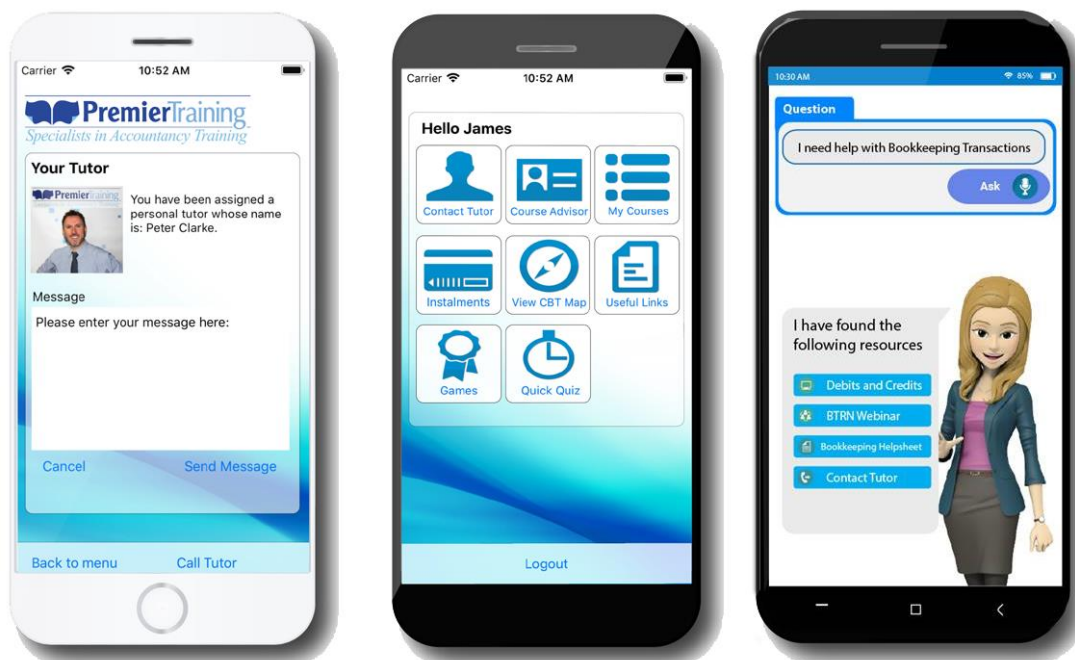 Carrier
10:52 AM
PremierTraining
Specialists in Accountancy Training
Your Tutor
Premier Training
You have been assigned a
personal tutor whose name
is: Peter Clarke.
Message
Please enter your message here:
Cancel
Send Message
Back to menu
Call Tutor
Carrier
10:52 AM
Hello James
Contact Tutor
Course Advisor
My Courses
Instalments
View CBT Map
Useful Links
Games
Quick Quiz
Logout
10:30 AM
85%
Question
I need help with Bookkeeping Transactions
Ask
I have found the
following resources
Debits and Credits
BTRN Webinar
Bookkeeping Helpsheet
Contact Tutor